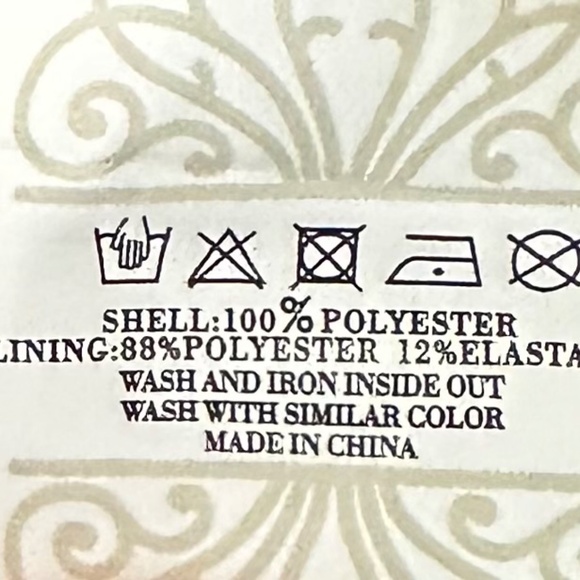 SHELL:100%POLYESTER
LINING:88%POLYESTER 12%ELASTA
WASH AND IRON INSIDE OUT
WASH WITH SIMILAR COLOR
MADE IN CHINA